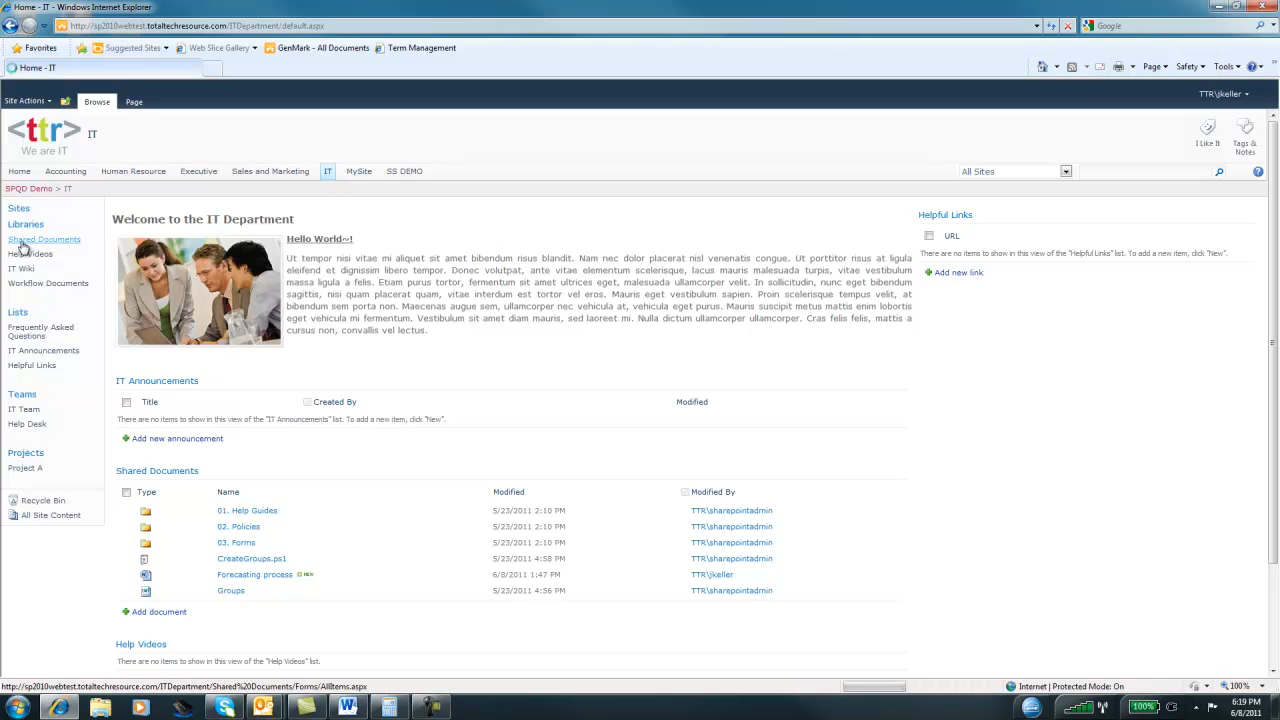 Home - IT - Windows Internet Explorer
http://sp2010webtest.totaltechresource.com/ITDepartment/default.aspx
Google
Favorites
Suggested Sites
Web Slice Gallery
GenMark - All Documents
Term Management
Home - IT
Page
Safety
Tools
Site Actions
Browse
Page
TTR\jkeller
<ttr>
We are IT
IT
I Like It
Tags & Notes
Home
Accounting
Human Resource
Executive
Sales and Marketing
IT
MySite
SS DEMO
All Sites
SPQD Demo > IT
Sites
Libraries
Shared Documents
Help Videos
IT Wiki
Workflow Documents
Lists
Frequently Asked
Questions
IT Announcements
Helpful Links
Teams
IT Team
Help Desk
Projects
Project A
Recycle Bin
All Site Content
Welcome to the IT Department
Hello World~!
Ut tempor nisi vitae mi aliquet sit amet bibendum risus blandit. Nam nec dolor placerat nisl venenatis congue. Ut porttitor risus at ligula
eleifend et dignissim libero tempor. Donec volutpat, ante vitae elementum scelerisque, lacus mauris malesuada turpis, vitae vestibulum
massa ligula a felis. Etiam purus tortor, commodo sit amet ultrices eget, malesuada ullamcorper velit. In sollicitudin, nunc eget bibendum
sagittis, nisi quam placerat quam, vitae interdum est tortor vel eros. Mauris eget vestibulum sapien. Proin scelerisque tempus velit, at
bibendum sem porta non. Maecenas augue sem, ullamcorper nec vehicula at, vehicula eget purus. Mauris suscipit metus margin elim lobortis
eget vehicula mi fermentum. Vestibulum sit amet diam mauris, sed laoreet mi. Nulla dictum ullamcorper ullamcorper. Cras felis felis, mattis a
cursus non, convallis vel lectus.
IT Announcements
Title
Created By
Modified
There are no items to show in this view of the "IT Announcements" list. To add a new item, click "New".
Add new announcement
Shared Documents
Type
Name
Modified
Modified By
01. Help Guides
5/23/2011 2:10 PM
TTR\sharepointadmin
02. Policies
5/23/2011 2:10 PM
TTR\sharepointadmin
03. Forms
5/23/2011 2:10 PM
TTR\sharepointadmin
CreateGroups.ps1
5/23/2011 4:58 PM
TTR\sharepointadmin
Forecasting process NEW
6/8/2011 1:47 PM
TTR\jkeller
Groups
5/23/2011 4:56 PM
TTR\sharepointadmin
Add document
Help Videos
There are no items to show in this view of the "Help Videos" list.
Helpful Links
URL
There are no items to show in this view of the "Helpful Links" list. To add a new item, click "New".
Add new link
http://sp2010webtest.totaltechresource.com/ITDepartment/Shared%20Documents/Forms/AllItems.aspx
Internet | Protected Mode: On
100%
100%
6:19 PM
6/8/2011